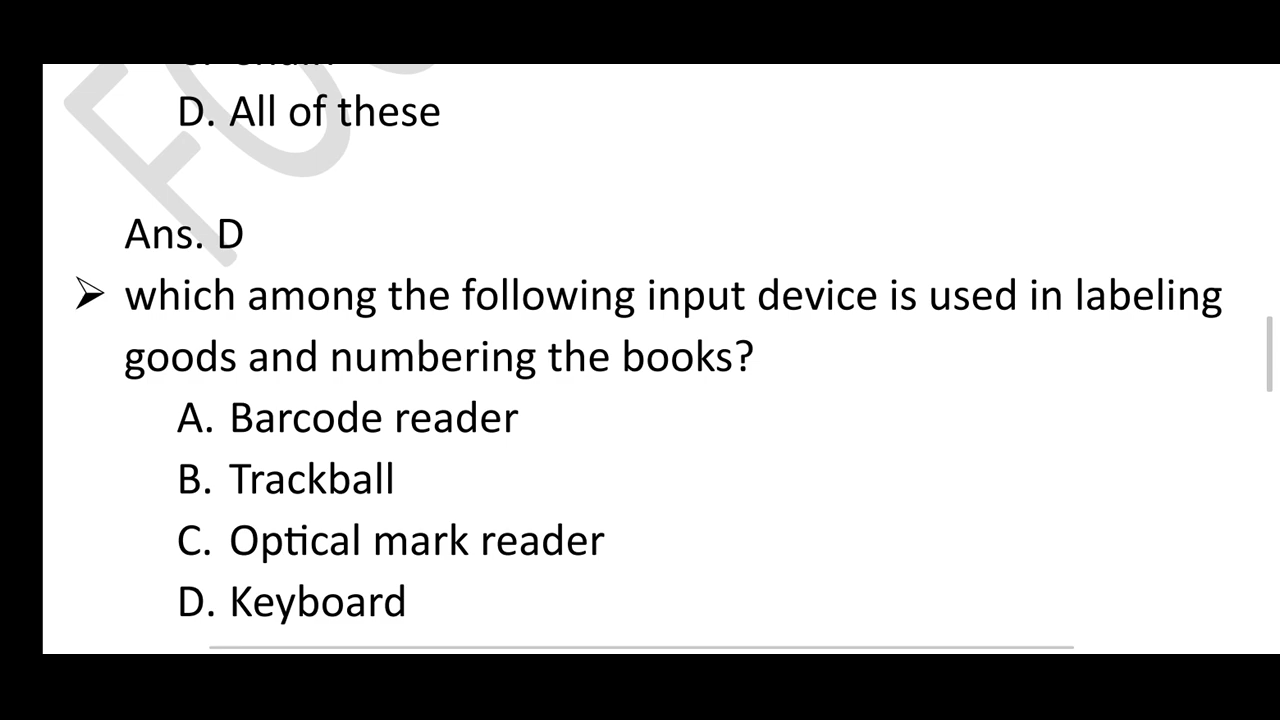 D. All of these
Ans. D
➢ which among the following input device is used in labeling
goods and numbering the books?
A. Barcode reader
B. Trackball
C. Optical mark reader
D. Keyboard